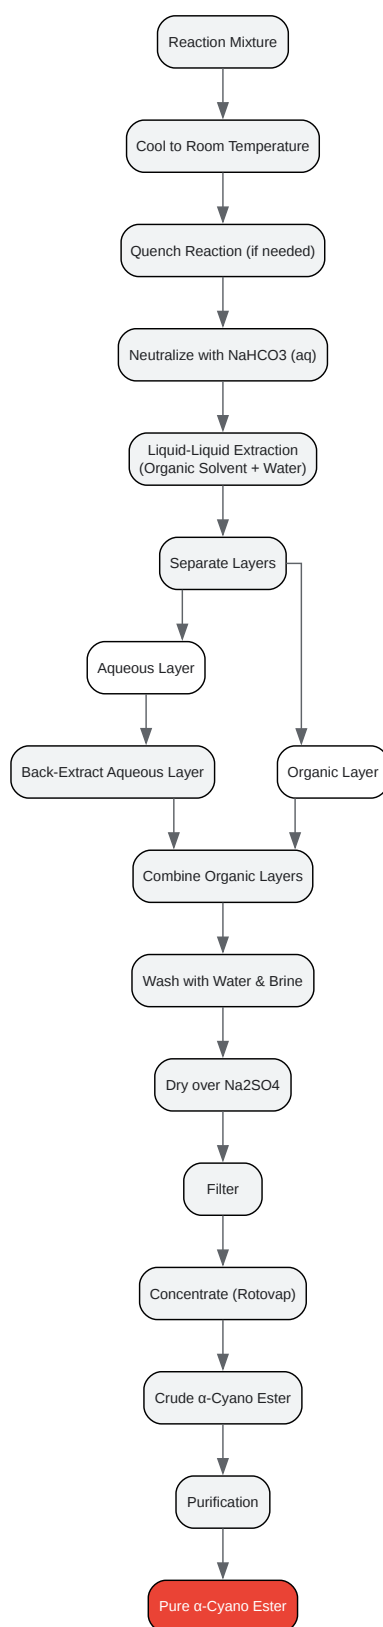 Reaction Mixture
Cool to Room Temperature
Quench Reaction (if needed)
Neutralize with NaHCO3 (aq)
Liquid-Liquid Extraction
(Organic Solvent + Water)
Separate Layers
Aqueous Layer
Back-Extract Aqueous Layer
Organic Layer
Combine Organic Layers
Wash with Water & Brine
Dry over Na2SO4
Filter
Concentrate (Rotovap)
Crude α-Cyano Ester
Purification
Pure α-Cyano Ester